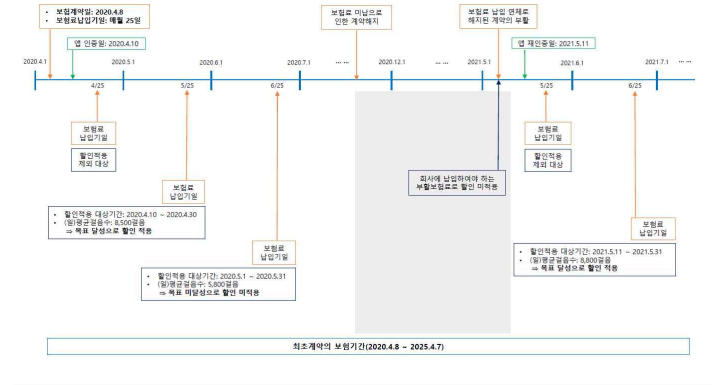 • 보험계약일: 2020.4.8
• 보험료납입기일: 매월 25일
보험료 미납으로
인한 계약해지
보험료 납입 연체로
해지된 계약의 부활
앱 인증일: 2020.4.10
앱 재인증일: 2021.5.11
2020.4.1
2020.5.1
2020.6.1
2020.7.1
... ...
2020.12.1
... ...
2021.5.1
2021.6.1
2021.7.1
... ...
4/25
5/25
6/25
5/25
6/25
보험료
납입기일
할인적용
제외 대상
보험료
납입기일
할인적용
제외 대상
보험료
납입기일
회사에 납입하여야 하는
부활보험료로 할인 미적용
• 할인적용 대상기간: 2020.4.10 ~ 2020.4.30
• (일)평균걸음수: 8,500걸음
⇒ 목표 달성으로 할인 적용
보험료
납입기일
보험료
납입기일
• 할인적용 대상기간: 2021.5.11 ~ 2021.5.31
• (일)평균걸음수: 8,800걸음
⇒ 목표 달성으로 할인 적용
• 할인적용 대상기간: 2020.5.1 ~ 2020.5.31
• (일)평균걸음수: 5,800걸음
⇒ 목표 미달성으로 할인 미적용
최초계약의 보험기간(2020.4.8 ~ 2025.4.7)